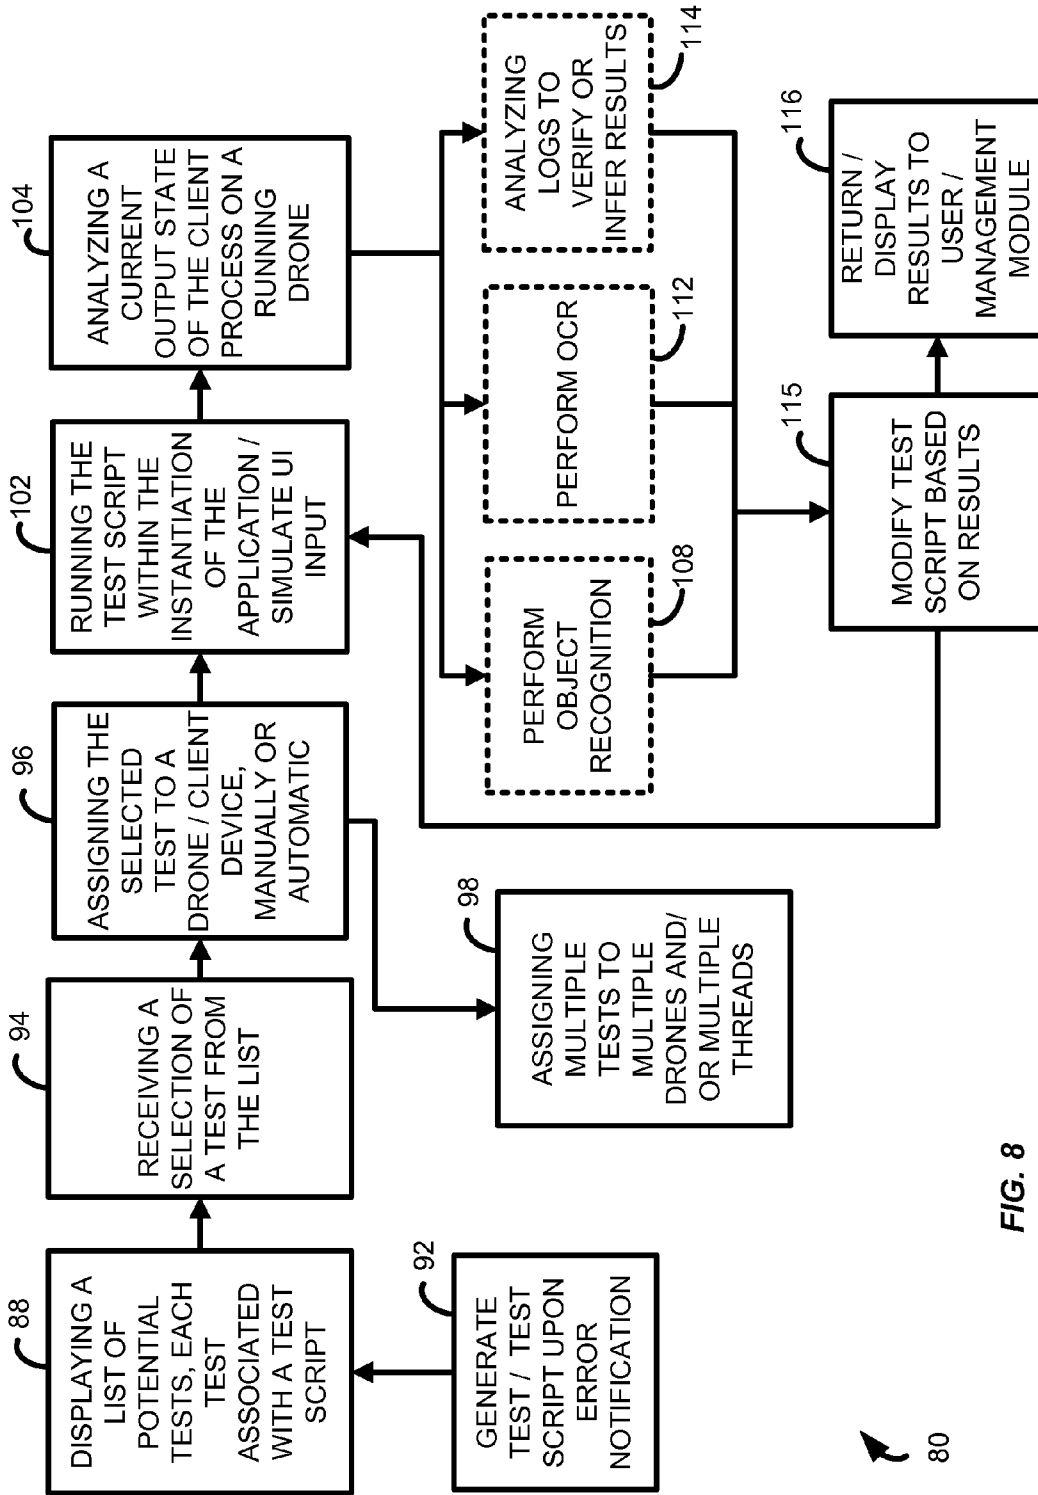 88
DISPLAYING A
LIST OF
POTENTIAL
TESTS, EACH
TEST
ASSOCIATED
WITH A TEST
SCRIPT
94
RECEIVING A
SELECTION OF
A TEST FROM
THE LIST
96
ASSIGNING THE
SELECTED
TEST TO A
DRONE / CLIENT
DEVICE,
MANUALLY OR
AUTOMATIC
102
RUNNING THE
TEST SCRIPT
WITHIN THE
INSTANTIATION
OF THE
APPLICATION /
SIMULATE UI
INPUT
104
ANALYZING A
CURRENT
OUTPUT STATE
OF THE CLIENT
PROCESS ON A
RUNNING
DRONE
92
GENERATE
TEST / TEST
SCRIPT UPON
ERROR
NOTIFICATION
98
ASSIGNING
MULTIPLE
TESTS TO
MULTIPLE
DRONES AND/
OR MULTIPLE
THREADS
PERFORM
OBJECT
RECOGNITION
108
PERFORM OCR
112
ANALYZING
LOGS TO
VERIFY OR
INFER RESULTS
114
115
MODIFY TEST
SCRIPT BASED
ON RESULTS
116
RETURN /
DISPLAY
RESULTS TO
USER /
MANAGEMENT
MODULE
80
FIG. 8